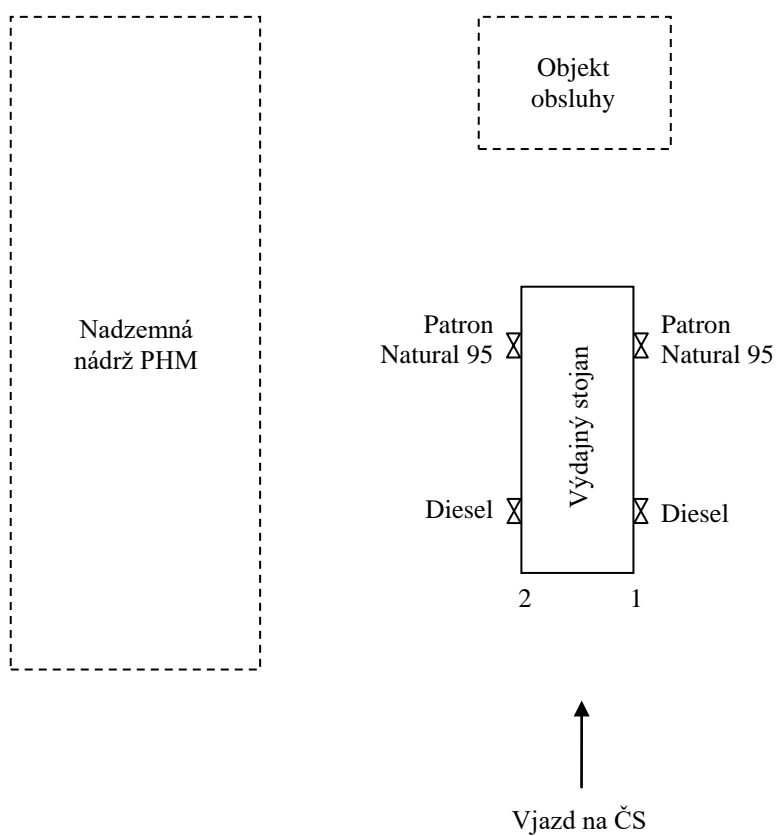 Objekt
obsluhy
Nadzemná
nádrž PHM
Patron
Natural 95
Výdajný stojan
Patron
Natural 95
Diesel
Diesel
2
1
Vjazd na ČS